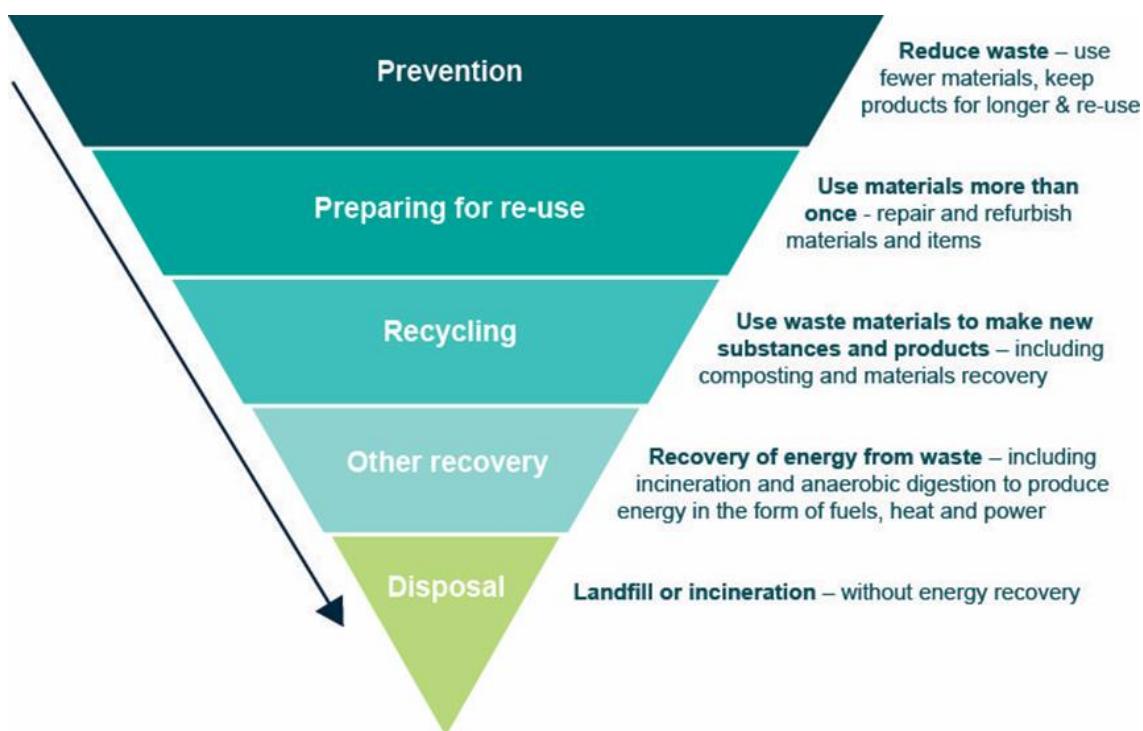 Prevention
Reduce waste – use
fewer materials, keep
products for longer & re-use
Preparing for re-use
Use materials more than
once - repair and refurbish
materials and items
Recycling
Use waste materials to make new
substances and products – including
composting and materials recovery
Other recovery
Recovery of energy from waste – including
incineration and anaerobic digestion to produce
energy in the form of fuels, heat and power
Disposal
Landfill or incineration – without energy recovery